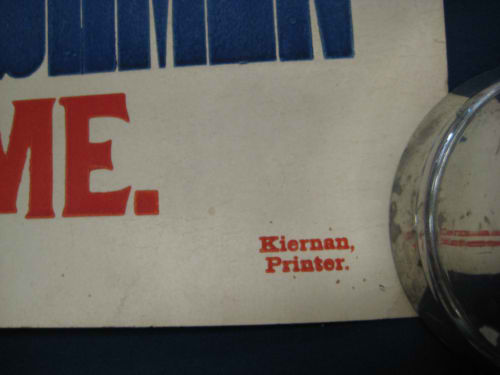 ME.
Kiernan,
Printer.